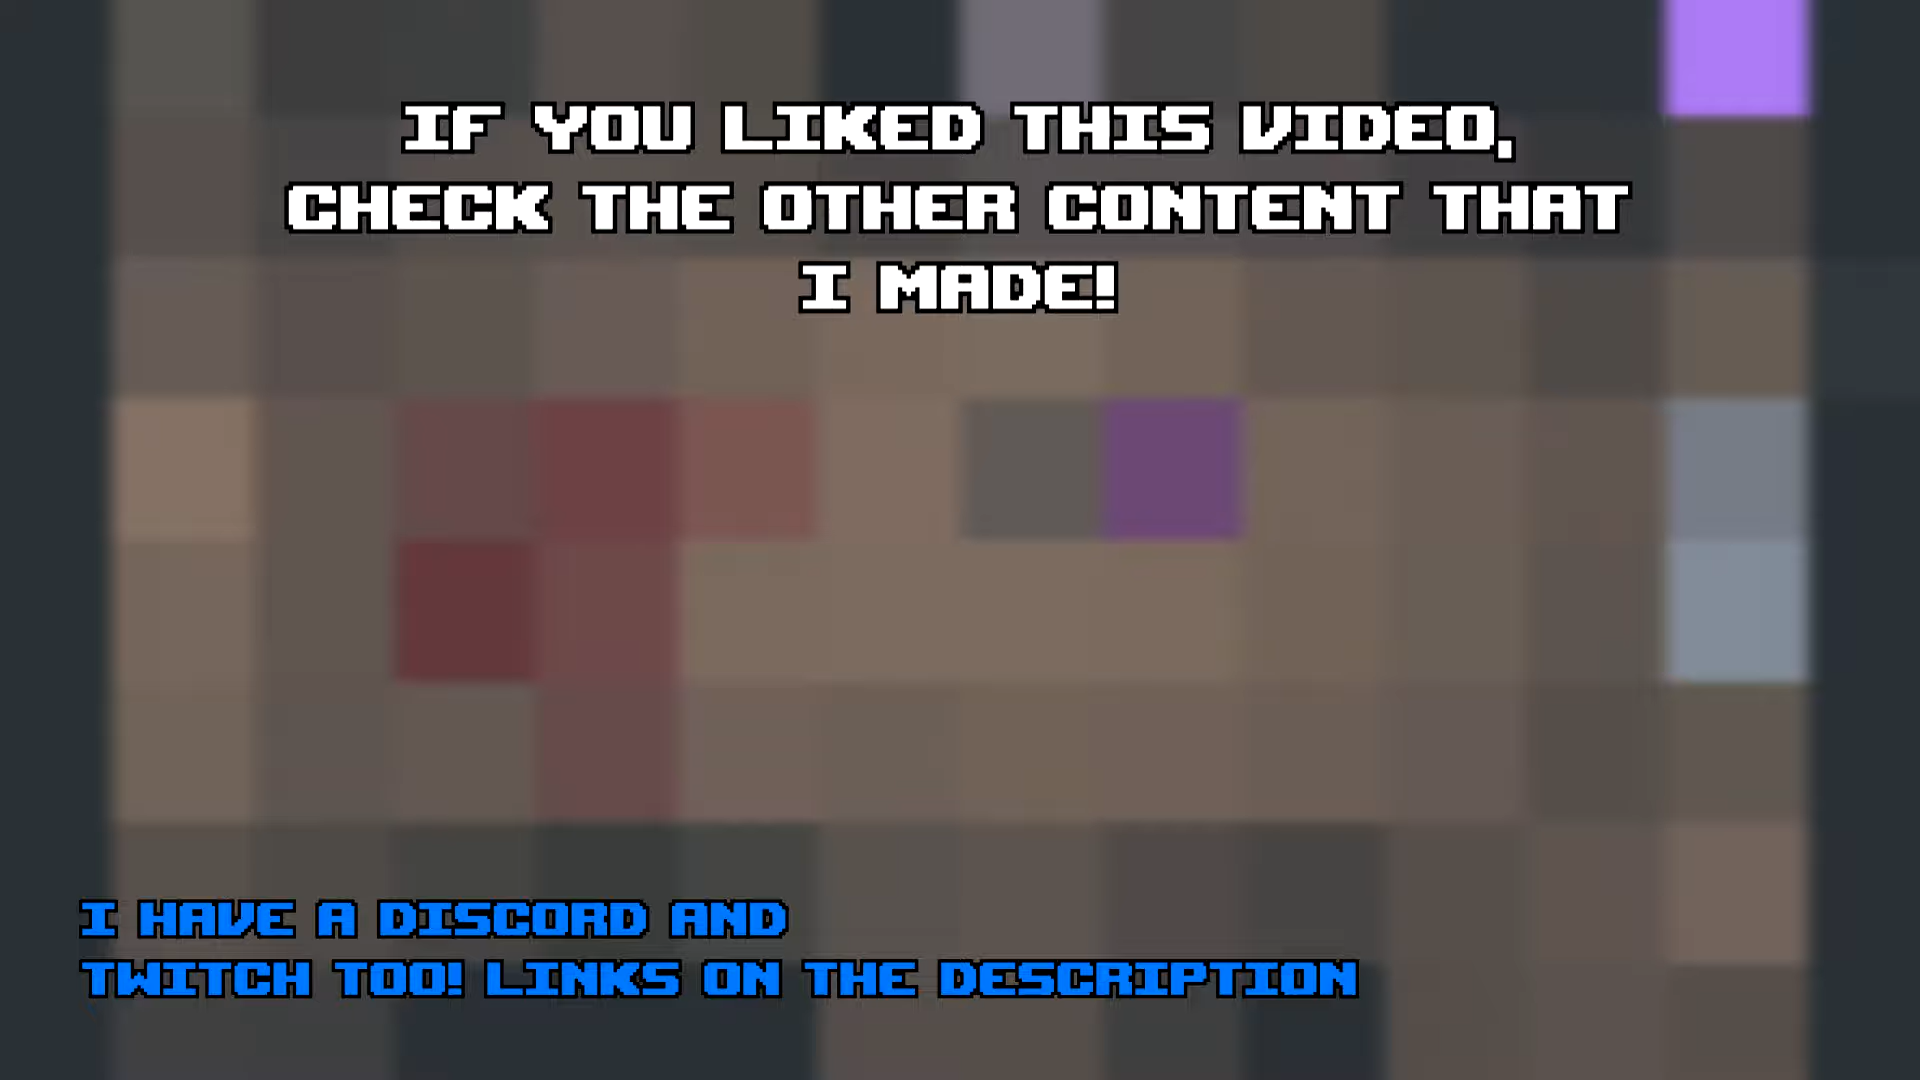 IF YOU LIKED THIS VIDEO,
CHECK THE OTHER CONTENT THAT
I MADE!
I HAVE A DISCORD AND
TWITCH TOO! LINKS ON THE DESCRIPTION